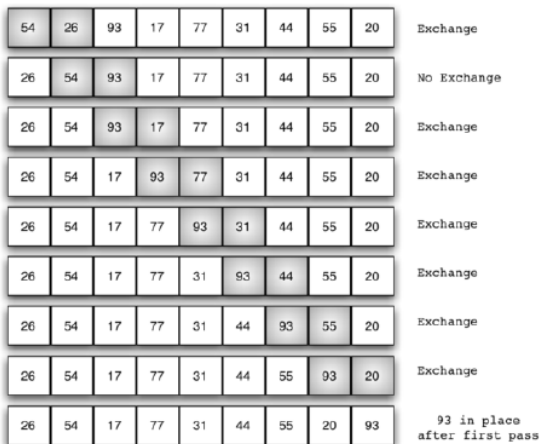 54 26 93 17 77 31 44 55 20 Exchange
26 54 93 17 77 31 44 55 20 No Exchange
26 54 93 17 77 31 44 55 20 Exchange
26 54 17 93 77 31 44 55 20 Exchange
26 54 17 77 93 31 44 55 20 Exchange
26 54 17 77 31 93 44 55 20 Exchange
26 54 17 77 31 44 93 55 20 Exchange
26 54 17 77 31 44 55 93 20 Exchange
26 54 17 77 31 44 55 20 93 93 in place
after first pass